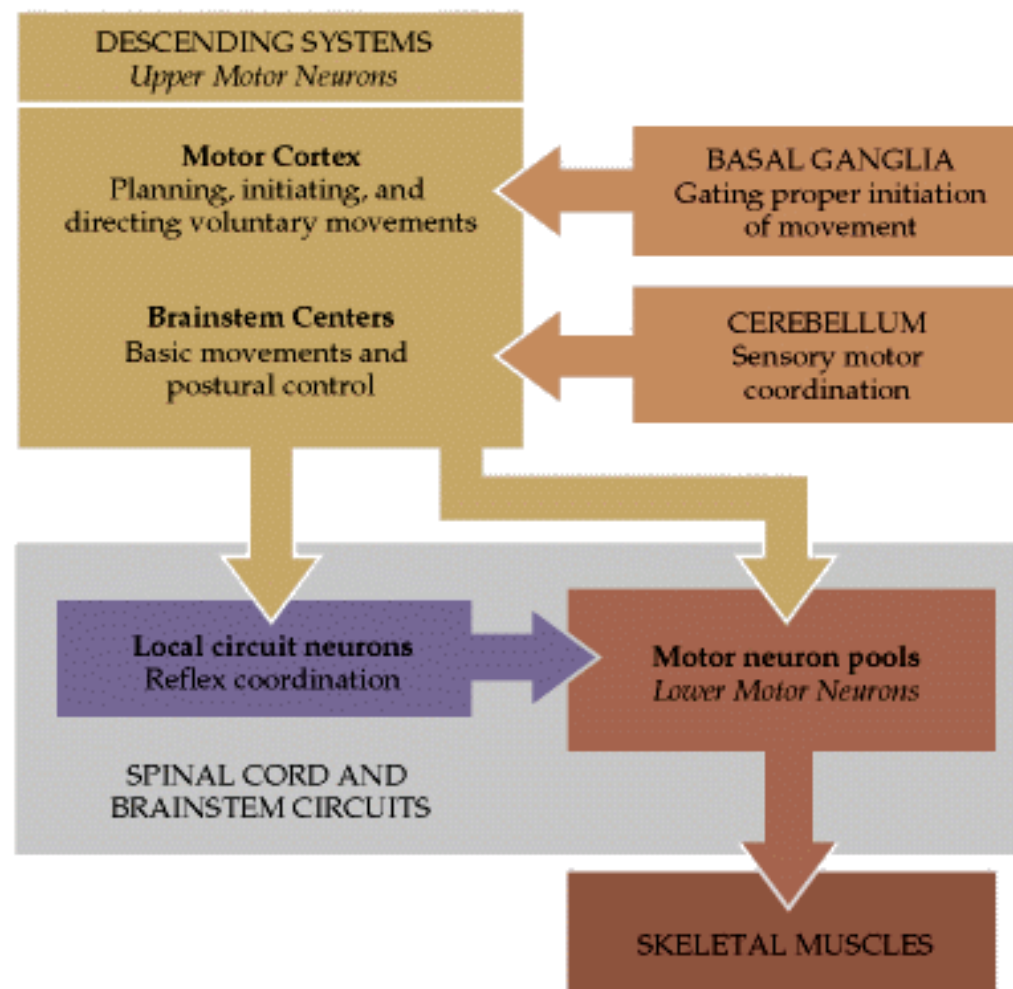 DESCENDING SYSTEMS
Upper Motor Neurons
Motor Cortex
Planning, initiating, and
directing voluntary movements
Brainstem Centers
Basic movements and
postural control
BASAL GANGLIA
Gating proper initiation
of movement
CEREBELLUM
Sensory motor
coordination
Local circuit neurons
Reflex coordination
Motor neuron pools
Lower Motor Neurons
SPINAL CORD AND
BRAINSTEM CIRCUITS
SKELETAL MUSCLES